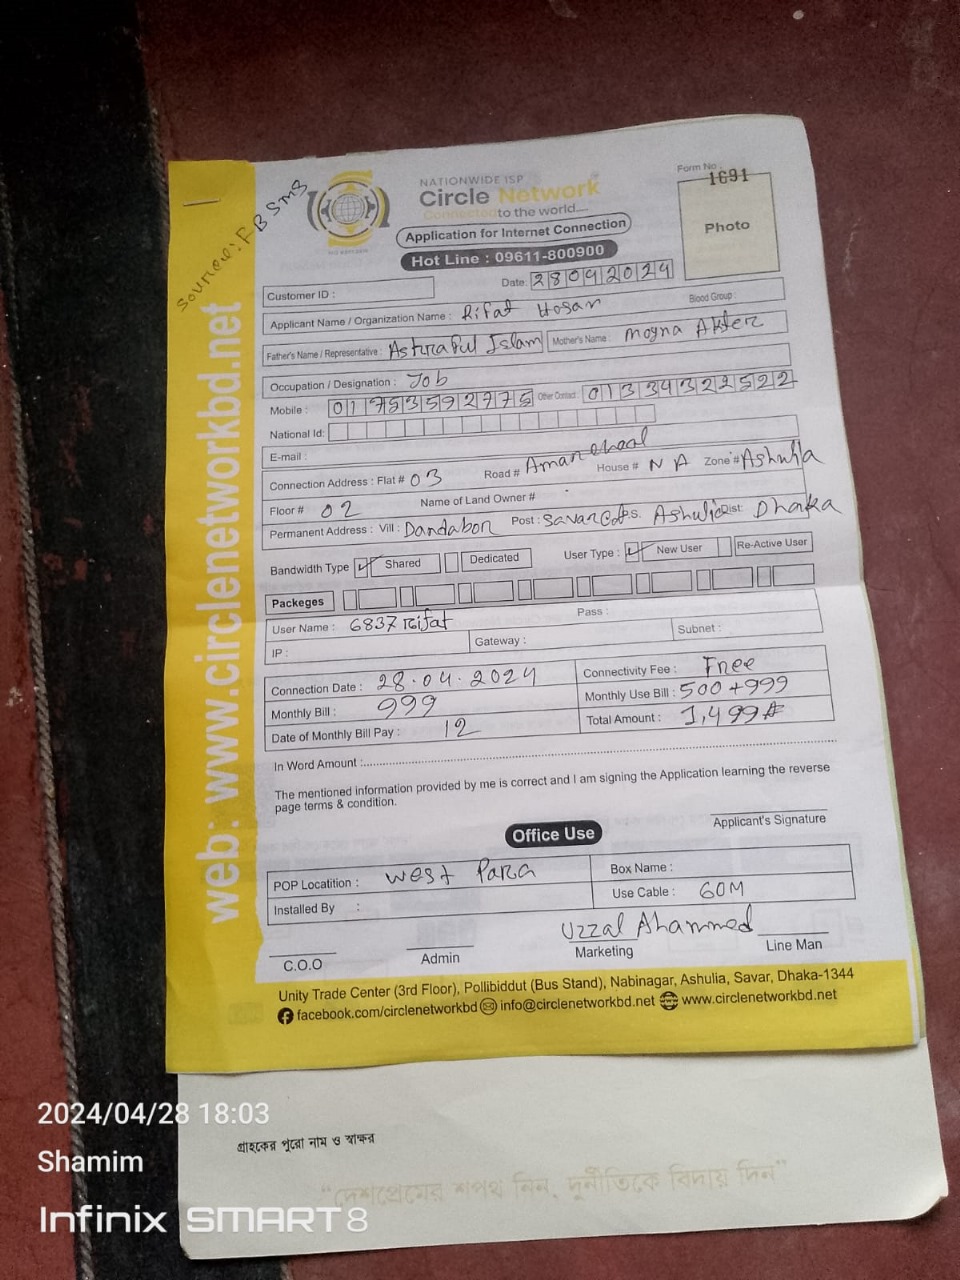 Source: FB SMS
NATIONWIDE ISP
Circle Network
Connected to the world....
Application for Internet Connection
Hot Line : 09611-800900
Form No.
1691
Photo
Date: 28042024
Customer ID :
Applicant Name / Organization Name : Rifat Hosan
Blood Group :
Father's Name / Representative : Ashraful Islam Mother's Name : Moyna Akter
Occupation / Designation : Job
Mobile : 01753592775 Other Contact : 01334322522
National Id:
E-mail :
Connection Address : Flat # 03 Road # House # N A Zone # Ashulia
Floor # 02 Name of Land Owner #
Permanent Address : Vill : Dandabor Post : P.S. Ashulia Dist: Dhaka
Bandwidth Type ✓ Shared Dedicated User Type : ✓ New User Re-Active User
Packeges
User Name : 6837 Rifat Pass :
IP : Gateway : Subnet :
Connection Date : 28.04.2024 Connectivity Fee : Free
Monthly Bill : 999 Monthly Use Bill : 500+999
Date of Monthly Bill Pay : 12 Total Amount : 1,499
In Word Amount :
The mentioned information provided by me is correct and I am signing the Application learning the reverse
page terms & condition.
Applicant's Signature
Office Use
POP Locatition : West Para Box Name :
Installed By : Use Cable : 60M
Uzzal Ahammed
C.O.O Admin Marketing Line Man
Unity Trade Center (3rd Floor), Pollibiddut (Bus Stand), Nabinagar, Ashulia, Savar, Dhaka-1344
facebook.com/circlenetworkbd info@circlenetworkbd.net www.circlenetworkbd.net
web: www.circlenetworkbd.net
গ্রাহকের পুরো নাম ও স্বাক্ষর
"দেশপ্রেমের শপথ নিন, দুর্নীতিকে বিদায় দিন"
2024/04/28 18:03
Shamim
Infinix SMART 8